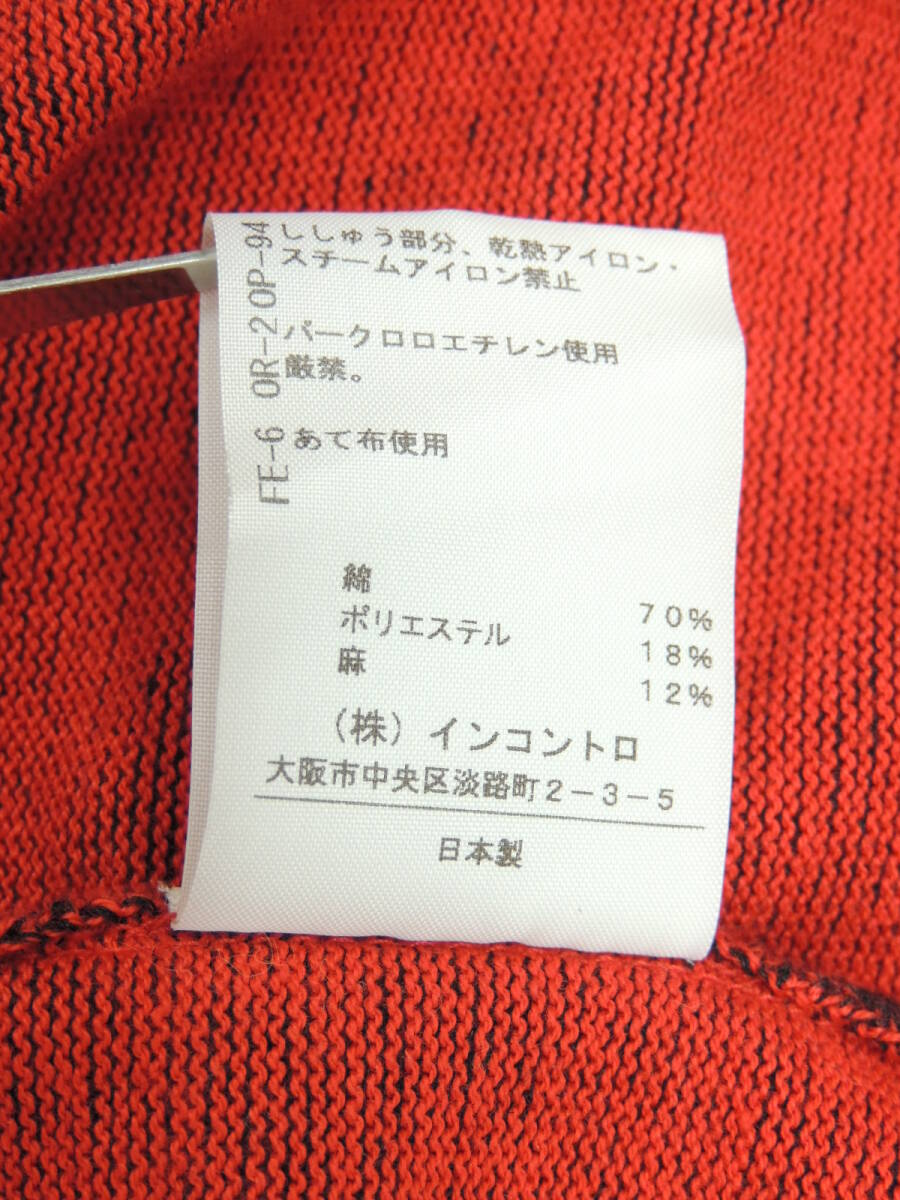 ししゅう部分、乾熱アイロン・
スチームアイロン禁止
パークロロエチレン使用
厳禁。
あて布使用
FE-6 OR-20P-94
綿 70%
ポリエステル 18%
麻 12%
（株）インコントロ
大阪市中央区淡路町2-3-5
日本製